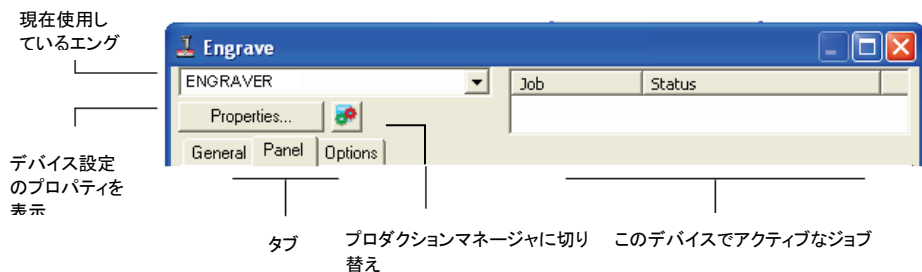 現在使用し
ているエング
Engrave
ENGRAVER
Job
Status
Properties...
General
Panel
Options
デバイス設定
のプロパティを
表示
タブ
プロダクションマネージャに切り
替え
このデバイスでアクティブなジョブ